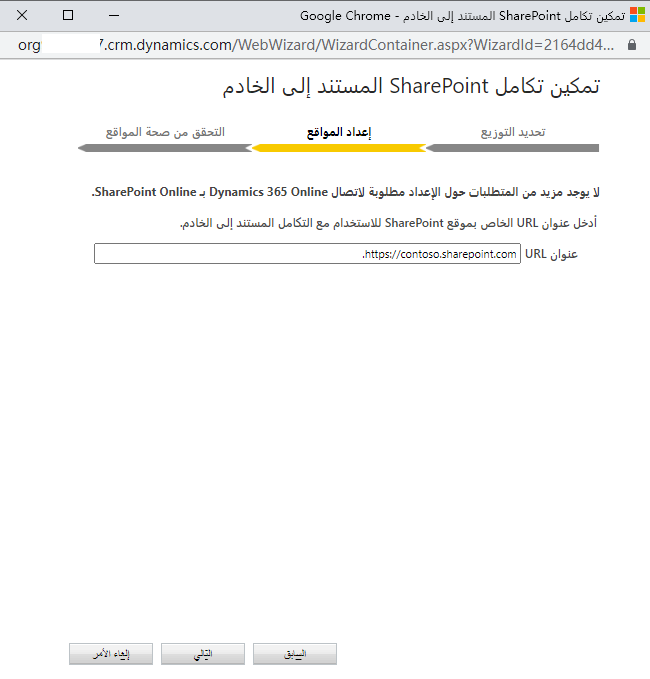 تمكين تكامل SharePoint المستند إلى الخادم - Google Chrome
org 7.crm.dynamics.com/WebWizard/WizardContainer.aspx?WizardId=2164dd4...
تمكين تكامل SharePoint المستند إلى الخادم
تحديد التوزيع إعداد المواقع التحقق من صحة المواقع
لا يوجد مزيد من المتطلبات حول الإعداد مطلوبة لاتصال Dynamics 365 Online بـ SharePoint Online.
أدخل عنوان URL الخاص بموقع SharePoint للاستخدام مع التكامل المستند إلى الخادم.
عنوان URL https://contoso.sharepoint.com.
السابق التالي إلغاء الأمر